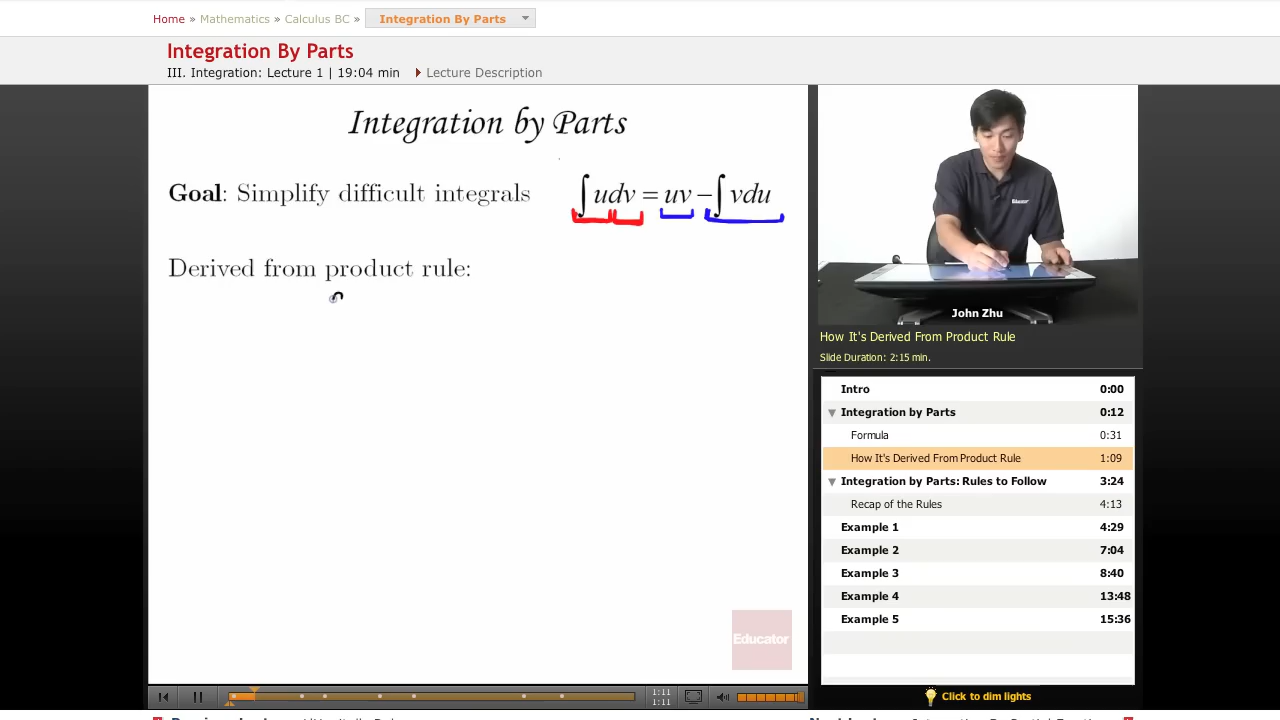 Home » Mathematics » Calculus BC » Integration By Parts
Integration By Parts
III. Integration: Lecture 1 | 19:04 min Lecture Description
Integration by Parts
Goal: Simplify difficult integrals ∫udv = uv − ∫vdu
Derived from product rule:
Educator
John Zhu
How It's Derived From Product Rule
Slide Duration: 2:15 min.
Intro 0:00
Integration by Parts 0:12
Formula 0:31
How It's Derived From Product Rule 1:09
Integration by Parts: Rules to Follow 3:24
Recap of the Rules 4:13
Example 1 4:29
Example 2 7:04
Example 3 8:40
Example 4 13:48
Example 5 15:36
1:11
1:11
Click to dim lights